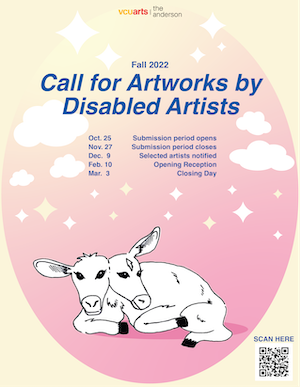 vcuarts | the anderson
Fall 2022
Call for Artworks by
Disabled Artists
Oct. 25 Submission period opens
Nov. 27 Submission period closes
Dec. 9 Selected artists notified
Feb. 10 Opening Reception
Mar. 3 Closing Day
SCAN HERE